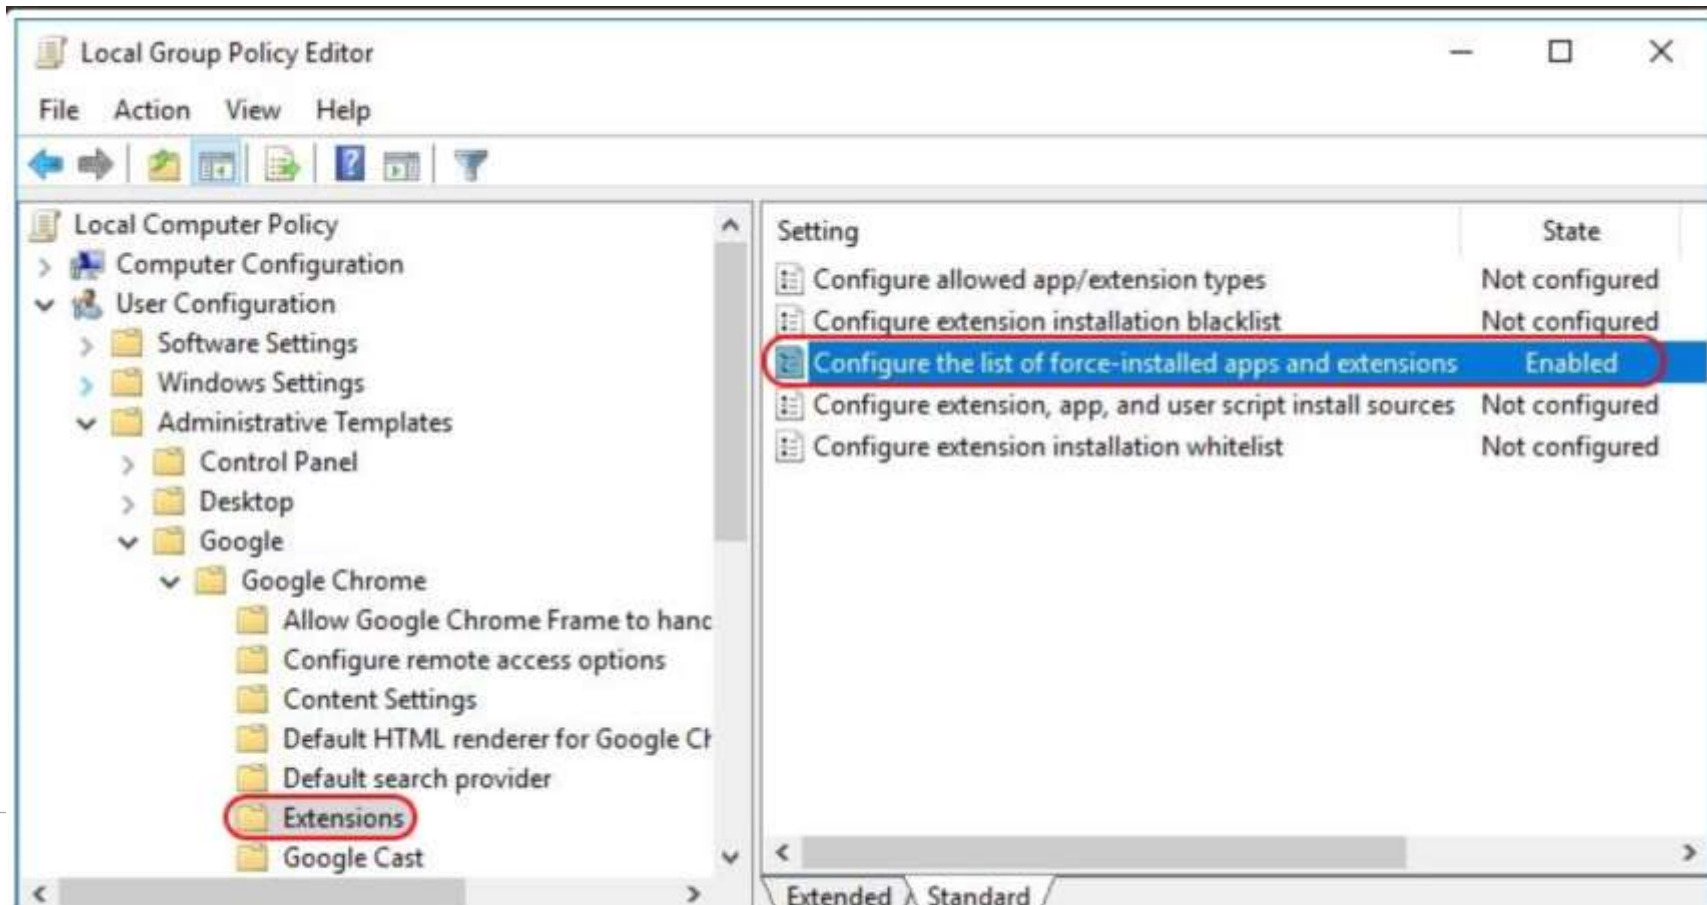 Local Group Policy Editor
File Action View Help
Local Computer Policy
Computer Configuration
User Configuration
Software Settings
Windows Settings
Administrative Templates
Control Panel
Desktop
Google
Google Chrome
Allow Google Chrome Frame to hanc
Configure remote access options
Content Settings
Default HTML renderer for Google Ch
Default search provider
Extensions
Google Cast
Setting State
Configure allowed app/extension types Not configured
Configure extension installation blacklist Not configured
Configure the list of force-installed apps and extensions Enabled
Configure extension, app, and user script install sources Not configured
Configure extension installation whitelist Not configured
Extended Standard